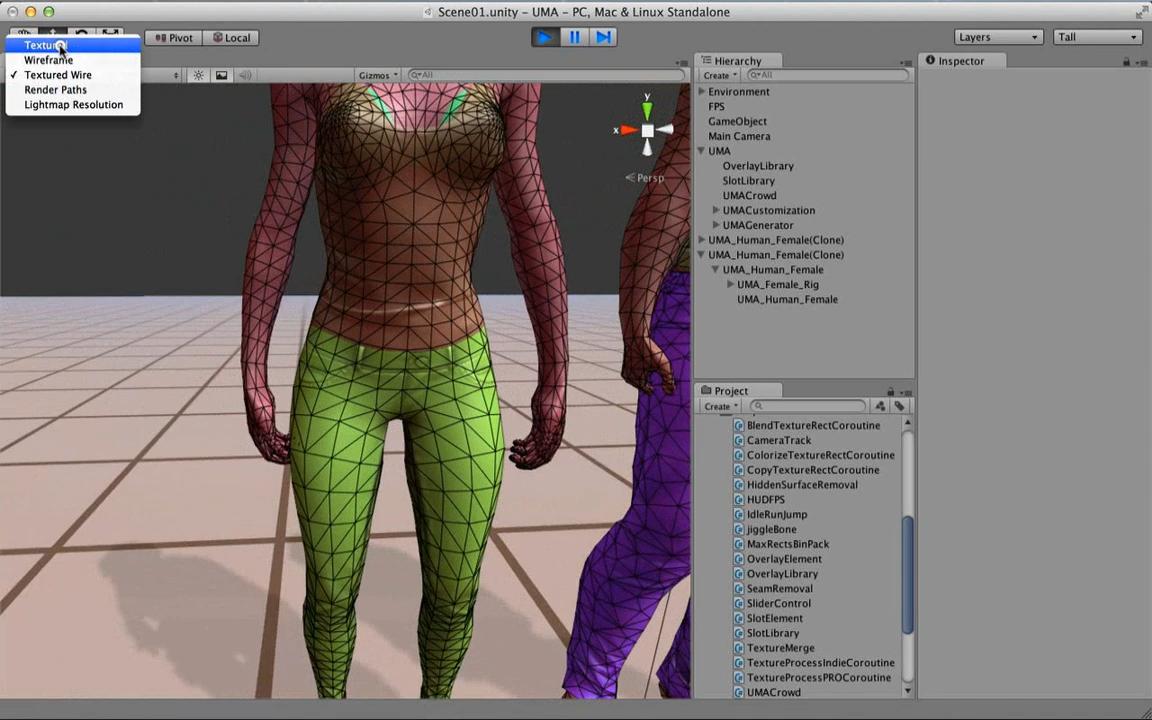 Scene01.unity - UMA - PC, Mac & Linux Standalone
Pivot
Local
Layers
Tall
Textured
Wireframe
Textured Wire
Render Paths
Lightmap Resolution
Gizmos
All
y
x
Persp
Hierarchy
Create
All
Environment
FPS
GameObject
Main Camera
UMA
OverlayLibrary
SlotLibrary
UMACrowd
UMACustomization
UMAGenerator
UMA_Human_Female(Clone)
UMA_Human_Female(Clone)
UMA_Human_Female
UMA_Female_Rig
UMA_Human_Female
Project
Create
BlendTextureRectCoroutine
CameraTrack
ColorizeTextureRectCoroutine
CopyTextureRectCoroutine
HiddenSurfaceRemoval
HUDFPS
IdleRunJump
jiggleBone
MaxRectsBinPack
OverlayElement
OverlayLibrary
SeamRemoval
SliderControl
SlotElement
SlotLibrary
TextureMerge
TextureProcessIndieCoroutine
TextureProcessPROCoroutine
UMACrowd
Inspector